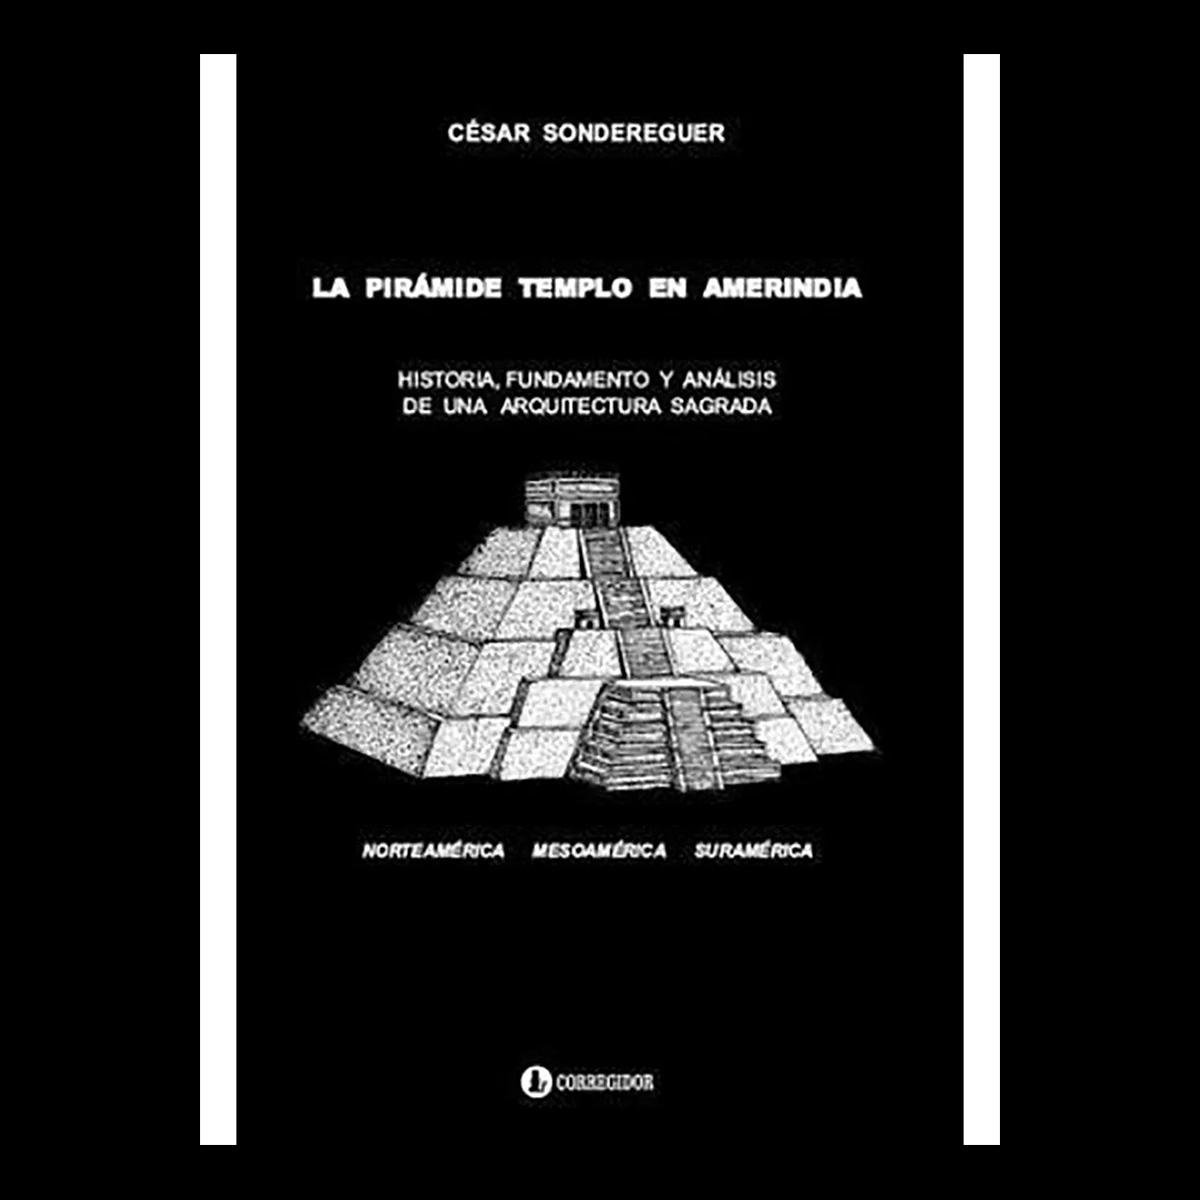 CÉSAR SONDEREGUER
LA PIRÁMIDE TEMPLO EN AMERINDIA
HISTORIA, FUNDAMENTO Y ANÁLISIS
DE UNA ARQUITECTURA SAGRADA
NORTEAMÉRICA MESOAMÉRICA SURAMÉRICA
CORREGIDOR